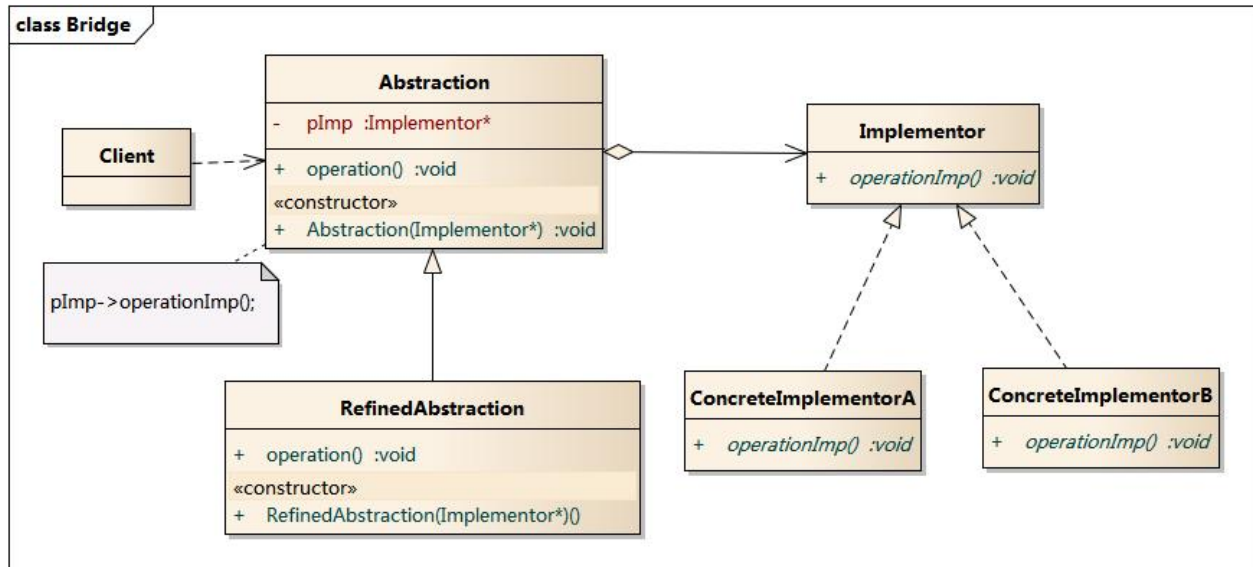 class Bridge
Abstraction
- pImp :Implementor*
+ operation() :void
«constructor»
+ Abstraction(Implementor*) :void
Client
Implementor
+ operationImp() :void
pImp->operationImp();
RefinedAbstraction
+ operation() :void
«constructor»
+ RefinedAbstraction(Implementor*)()
ConcreteImplementorA
+ operationImp() :void
ConcreteImplementorB
+ operationImp() :void